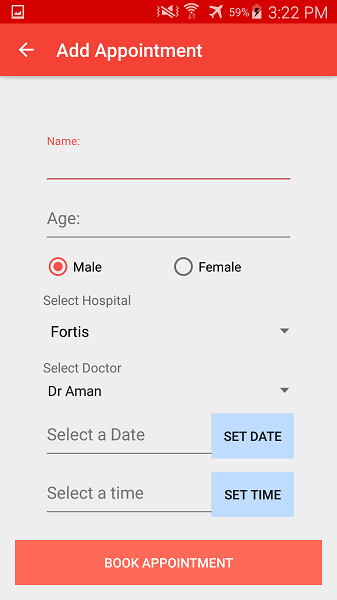 59% 3:22 PM
Add Appointment
Name:
Age:
Male Female
Select Hospital
Fortis
Select Doctor
Dr Aman
Select a Date SET DATE
Select a time SET TIME
BOOK APPOINTMENT